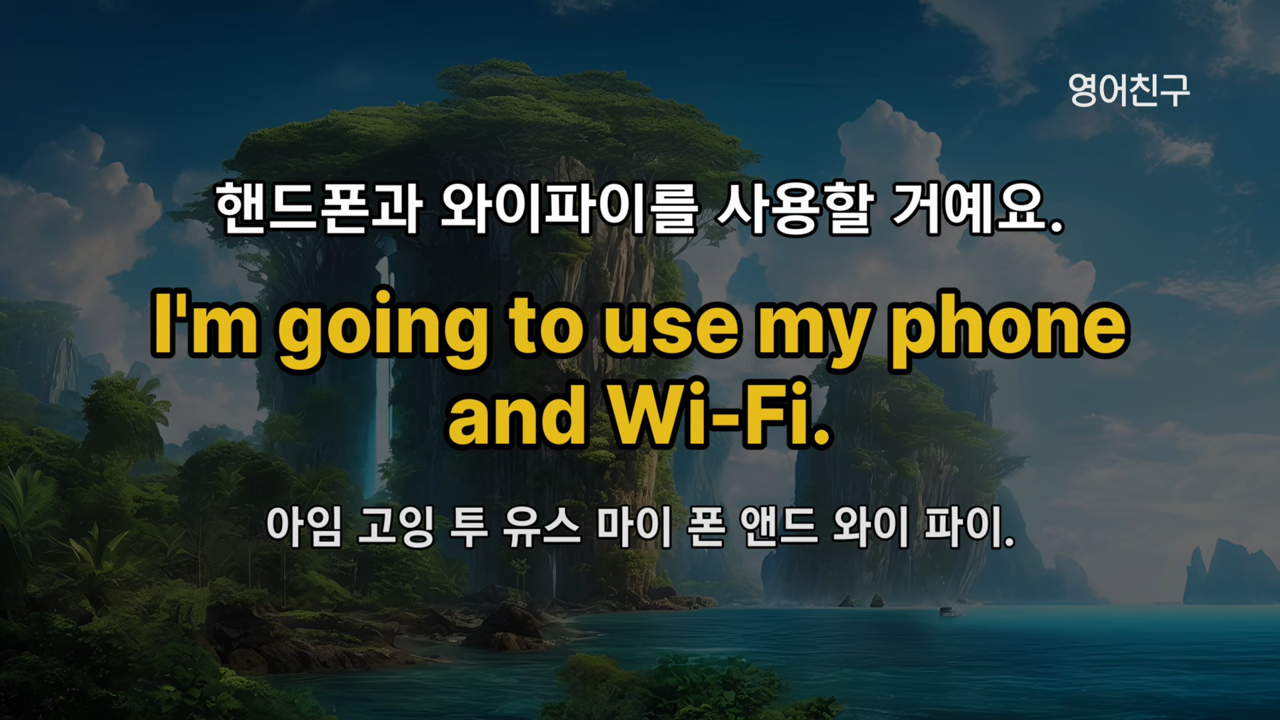 영어친구
핸드폰과 와이파이를 사용할 거예요.
I'm going to use my phone
and Wi-Fi.
아임 고잉 투 유스 마이 폰 앤드 와이 파이.